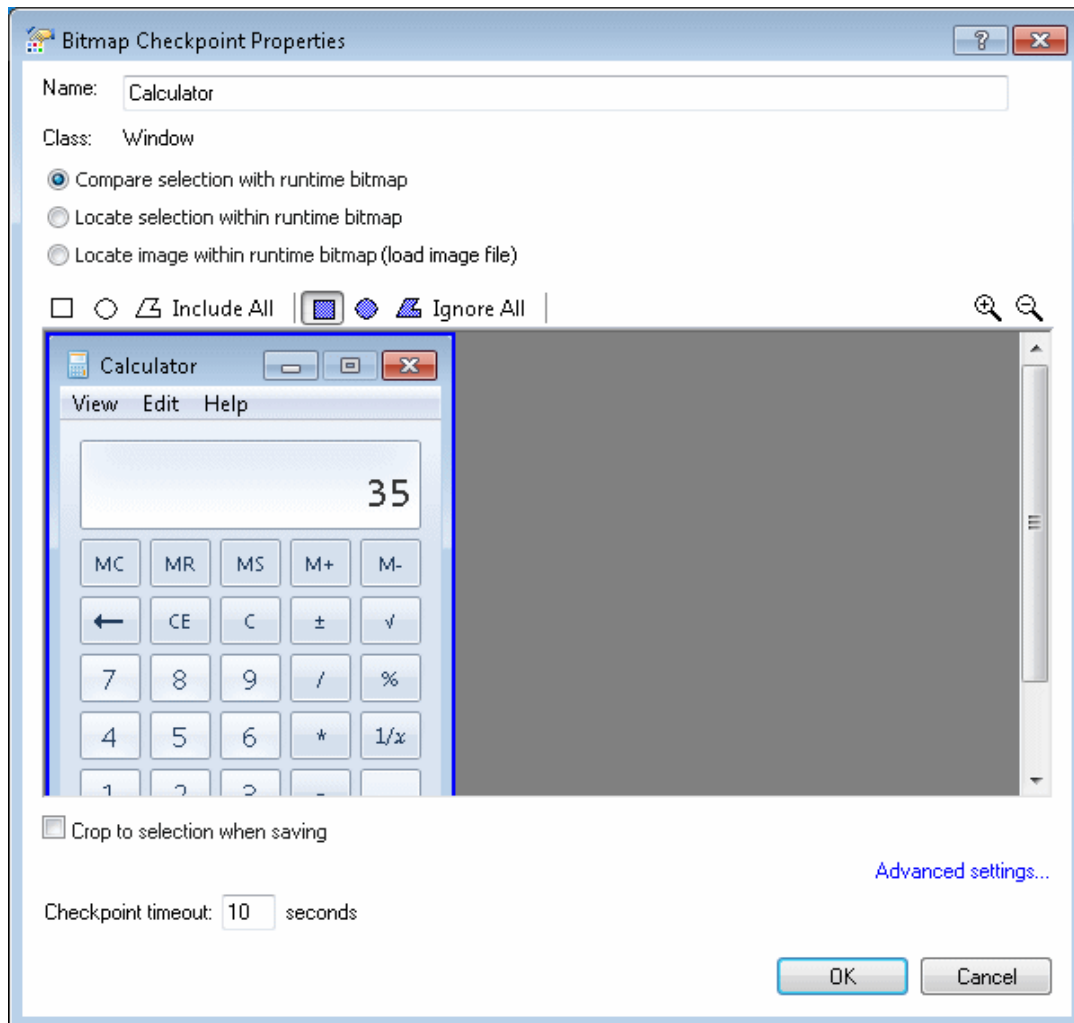 Bitmap Checkpoint Properties
Name: Calculator
Class: Window
Compare selection with runtime bitmap
Locate selection within runtime bitmap
Locate image within runtime bitmap (load image file)
Include All Ignore All
Calculator
View Edit Help
35
MC MR MS M+ M-
← CE C ± √
7 8 9 / %
4 5 6 * 1/x
1 2 3 -
Crop to selection when saving
Advanced settings...
Checkpoint timeout: 10 seconds
OK Cancel